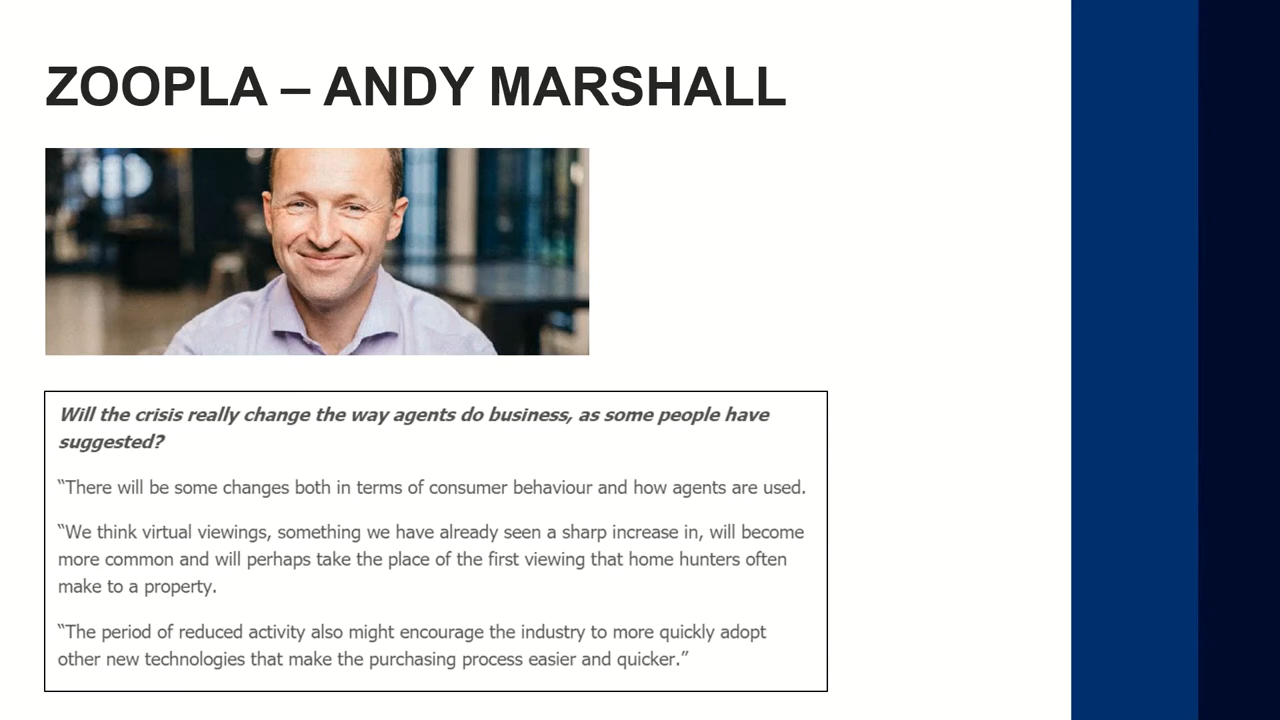 ZOOPLA – ANDY MARSHALL
Will the crisis really change the way agents do business, as some people have
suggested?
“There will be some changes both in terms of consumer behaviour and how agents are used.
“We think virtual viewings, something we have already seen a sharp increase in, will become
more common and will perhaps take the place of the first viewing that home hunters often
make to a property.
“The period of reduced activity also might encourage the industry to more quickly adopt
other new technologies that make the purchasing process easier and quicker.”